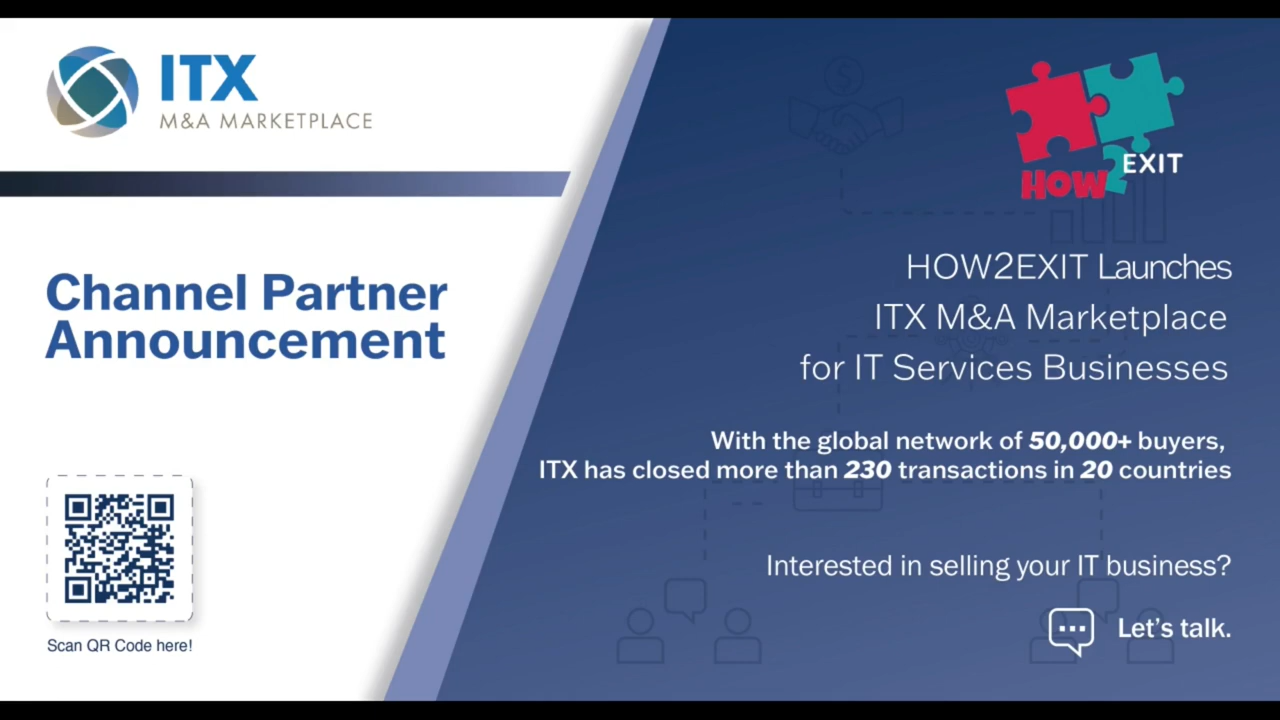 ITX
M&A MARKETPLACE
Channel Partner
Announcement
Scan QR Code here!
HOW2EXIT
HOW2EXIT Launches
ITX M&A Marketplace
for IT Services Businesses
With the global network of 50,000+ buyers,
ITX has closed more than 230 transactions in 20 countries
Interested in selling your IT business?
Let's talk.